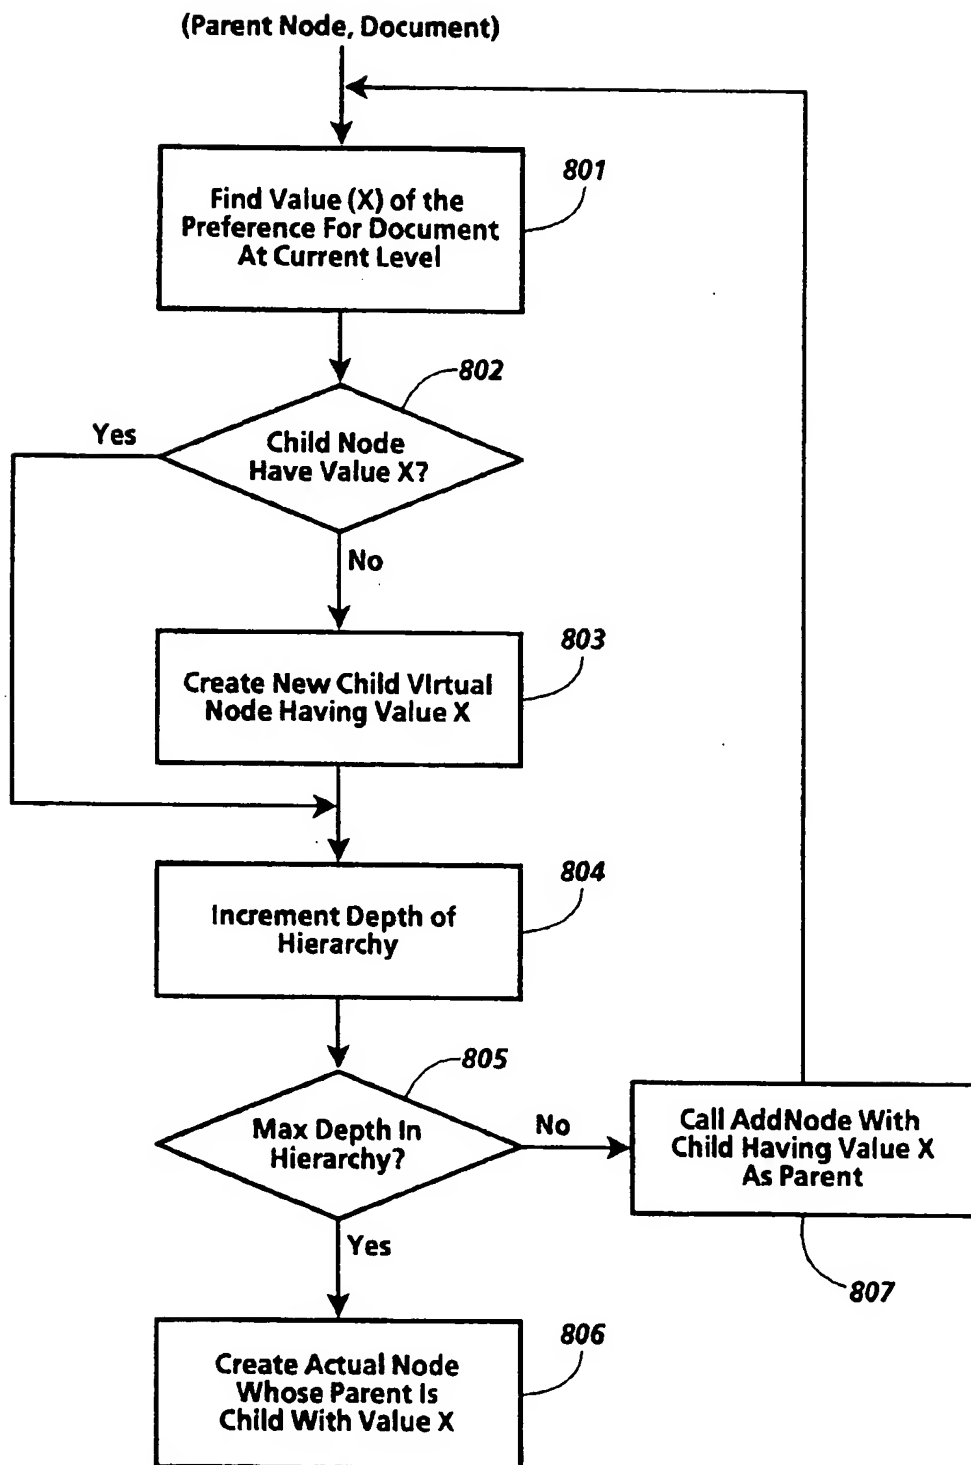 (Parent Node, Document)
801
Find Value (X) of the
Preference For Document
At Current Level
802
Yes
Child Node
Have Value X?
No
803
Create New Child Virtual
Node Having Value X
804
Increment Depth of
Hierarchy
805
Max Depth In
Hierarchy?
No
Call AddNode With
Child Having Value X
As Parent
Yes
807
806
Create Actual Node
Whose Parent Is
Child With Value X